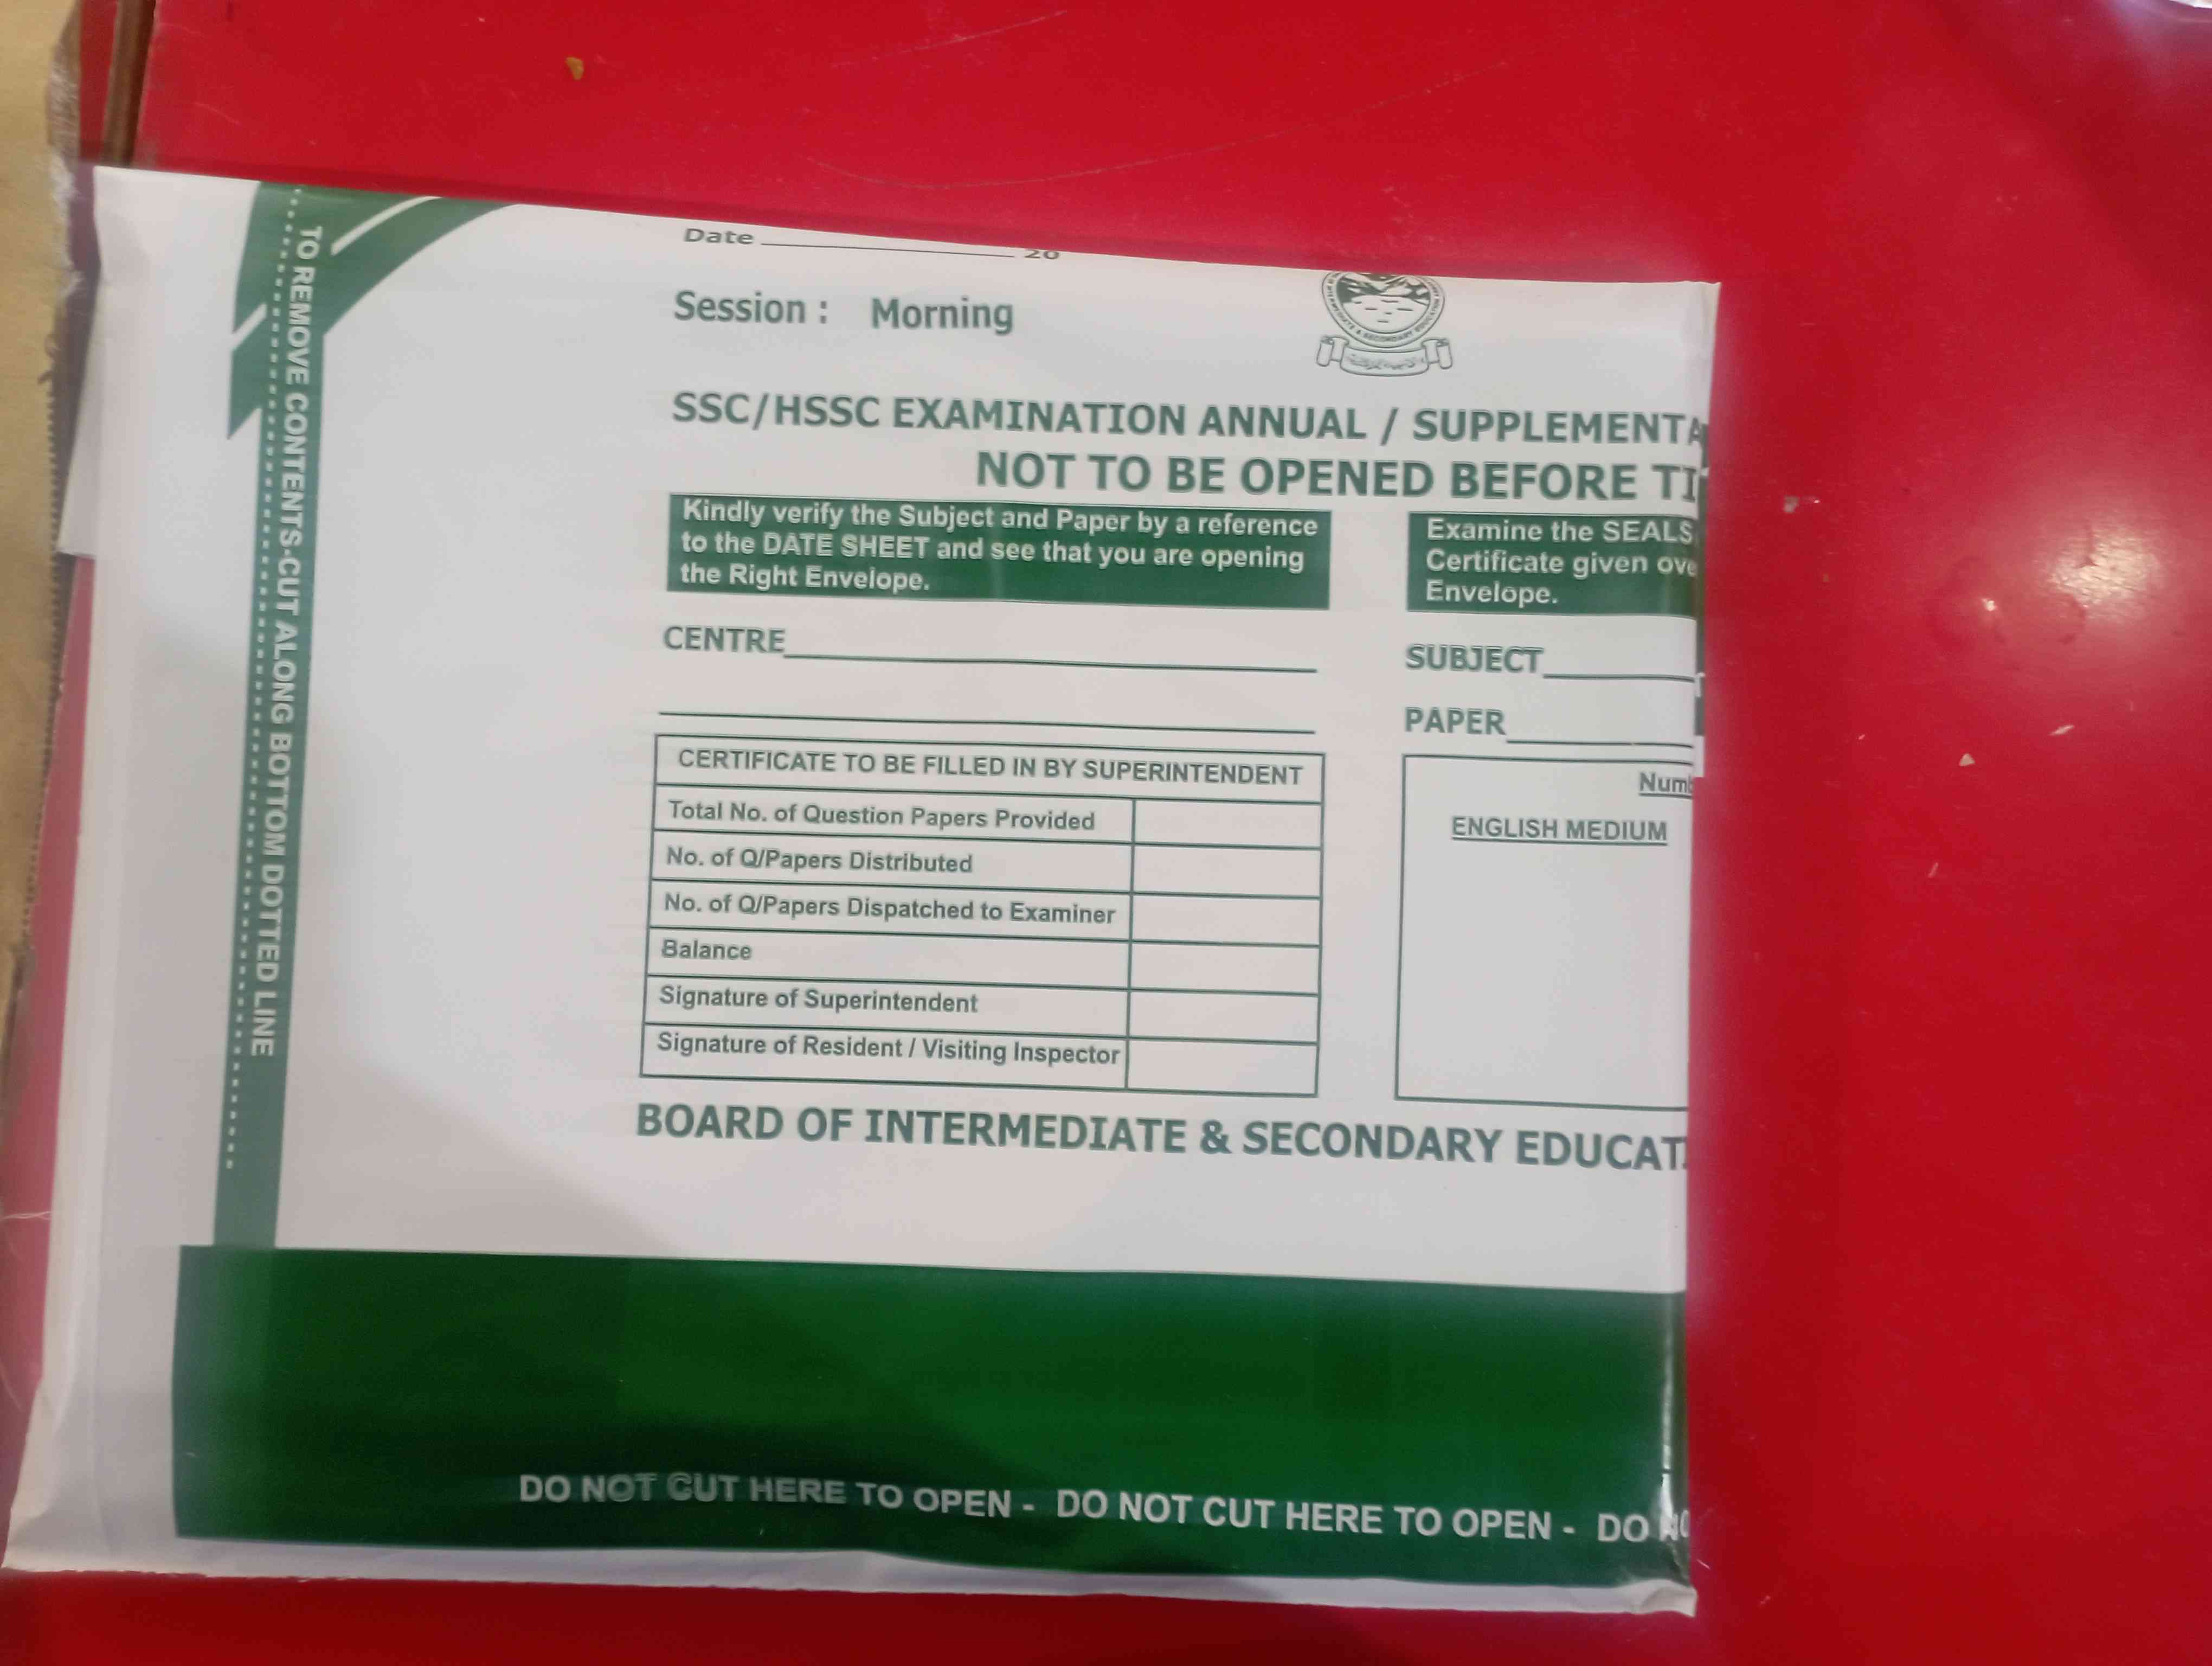 Date ____________ 20
Session : Morning
SSC/HSSC EXAMINATION ANNUAL / SUPPLEMENTA
NOT TO BE OPENED BEFORE TI
Kindly verify the Subject and Paper by a reference
to the DATE SHEET and see that you are opening
the Right Envelope.
Examine the SEALS
Certificate given ove
Envelope.
CENTRE
SUBJECT
PAPER
CERTIFICATE TO BE FILLED IN BY SUPERINTENDENT
Total No. of Question Papers Provided
No. of Q/Papers Distributed
No. of Q/Papers Dispatched to Examiner
Balance
Signature of Superintendent
Signature of Resident / Visiting Inspector
Numb
ENGLISH MEDIUM
BOARD OF INTERMEDIATE & SECONDARY EDUCAT
TO REMOVE CONTENTS-CUT ALONG BOTTOM DOTTED LINE
DO NOT CUT HERE TO OPEN - DO NOT CUT HERE TO OPEN - DO NO